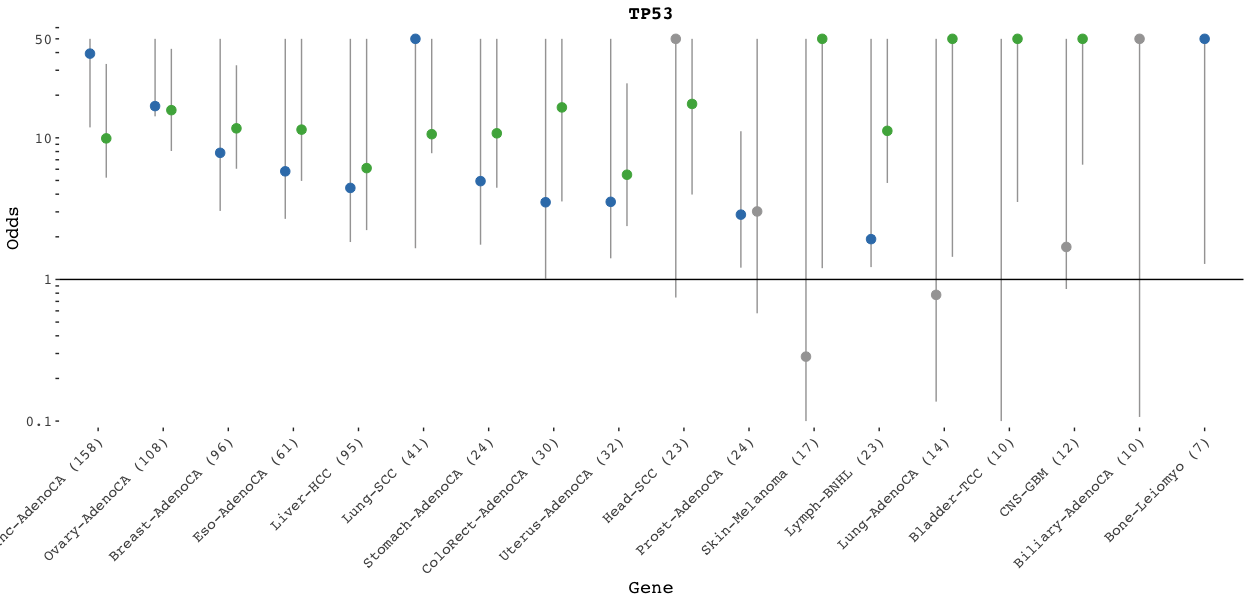 TP53
Odds
50
10
1
0.1
nc-AdenoCA (158)
Ovary-AdenoCA (108)
Breast-AdenoCA (96)
Eso-AdenoCA (61)
Liver-HCC (95)
Lung-SCC (41)
Stomach-AdenoCA (24)
ColoRect-AdenoCA (30)
Uterus-AdenoCA (32)
Head-SCC (23)
Prost-AdenoCA (24)
Skin-Melanoma (17)
Lymph-BNHL (23)
Lung-AdenoCA (14)
Bladder-TCC (10)
CNS-GBM (12)
Biliary-AdenoCA (10)
Bone-Leiomyo (7)
Gene